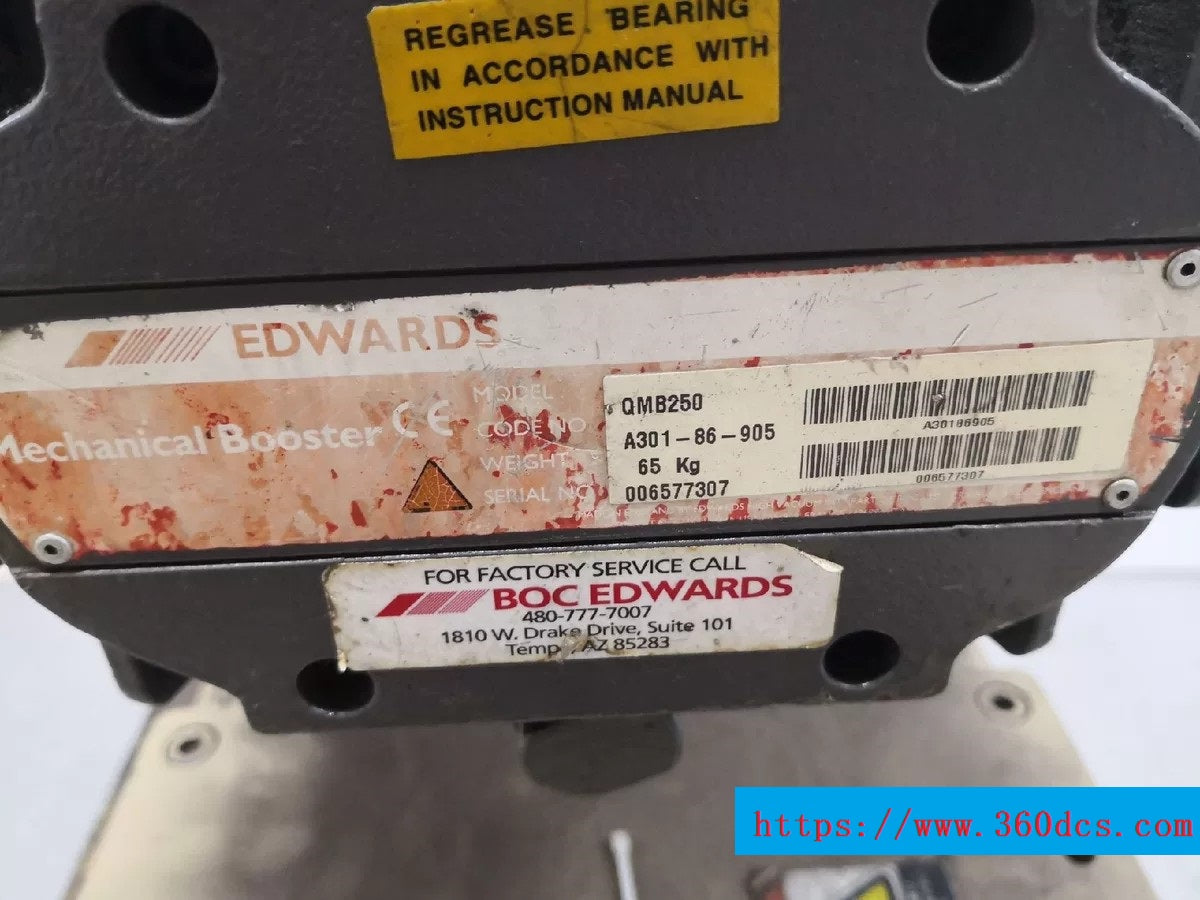 REGREASE BEARING
IN ACCORDANCE WITH
INSTRUCTION MANUAL
EDWARDS
Mechanical Booster CE
MODEL QMB250
CODE NO A301-86-905
A30186905
WEIGHT 65 Kg
SERIAL NO 006577307
006577307
FOR FACTORY SERVICE CALL
BOC EDWARDS
480-777-7007
1810 W. Drake Drive, Suite 101
AZ 85283
https://www.360dcs.com